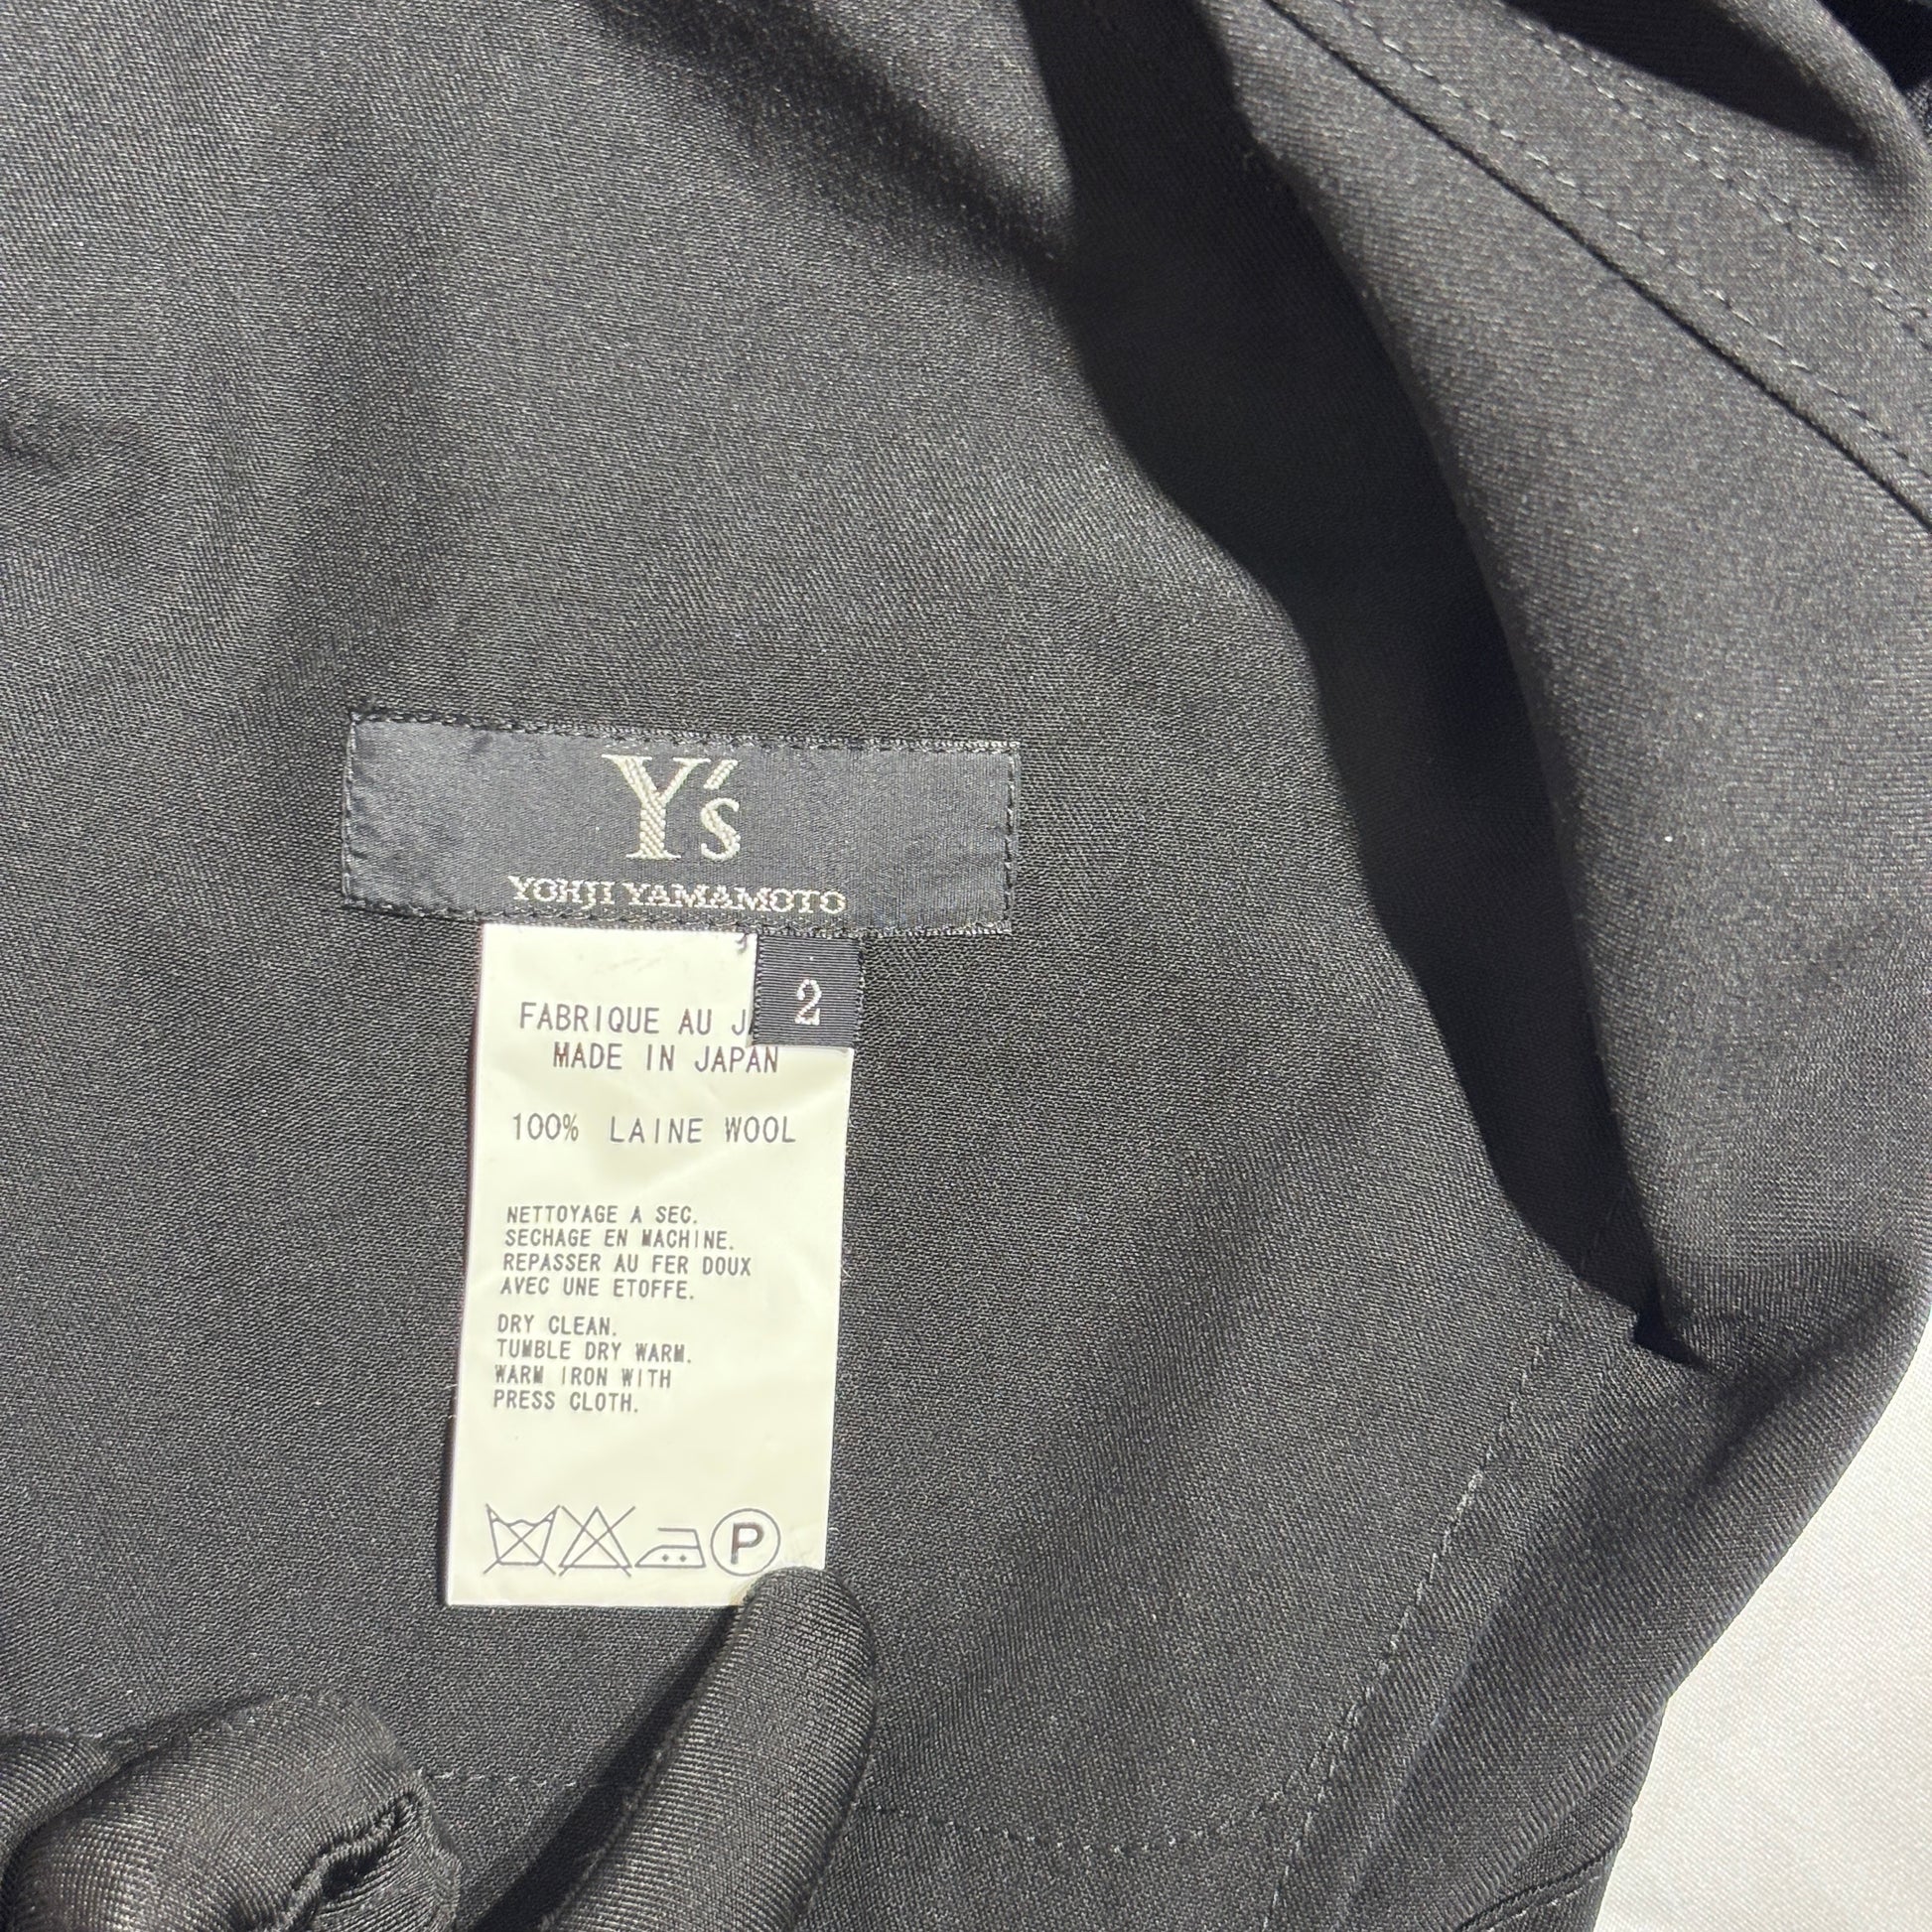 Y's
YOHJI YAMAMOTO
2
FABRIQUE AU
MADE IN JAPAN
100% LAINE WOOL
NETTOYAGE A SEC.
SECHAGE EN MACHINE.
REPASSER AU FER DOUX
AVEC UNE ETOFFE.
DRY CLEAN.
TUMBLE DRY WARM.
WARM IRON WITH
PRESS CLOTH.
P